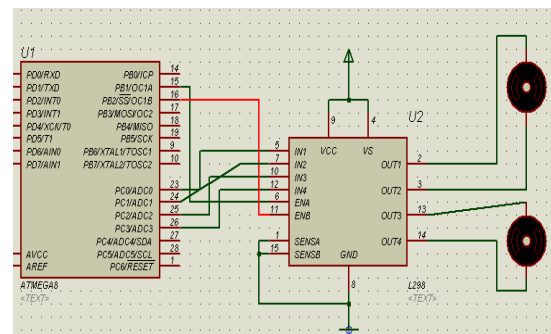 U1
PD0/RXD PB0/ICP 14
PD1/TXD PB1/OC1A 15
PD2/INT0 PB2/SS/OC1B 16
PD3/INT1 PB3/MOSI/OC2 17
PD4/XCK/T0 PB4/MISO 18
PD5/T1 PB5/SCK 19
PD6/AIN0 PB6/XTAL1/TOSC1 9
PD7/AIN1 PB7/XTAL2/TOSC2 10
PC0/ADC0 23
PC1/ADC1 24
PC2/ADC2 25
PC3/ADC3 26
PC4/ADC4/SDA 27
AVCC PC5/ADC5/SCL 28
AREF PC6/RESET 1
ATMEGA8
<TEXT>
U2
9 4
5 IN1 VCC VS
7 IN2 OUT1 2
10 IN3
12 IN4 OUT2 3
6 ENA
11 ENB OUT3 13
1 SENSA OUT4 14
15 SENSB GND
8
L298
<TEXT>